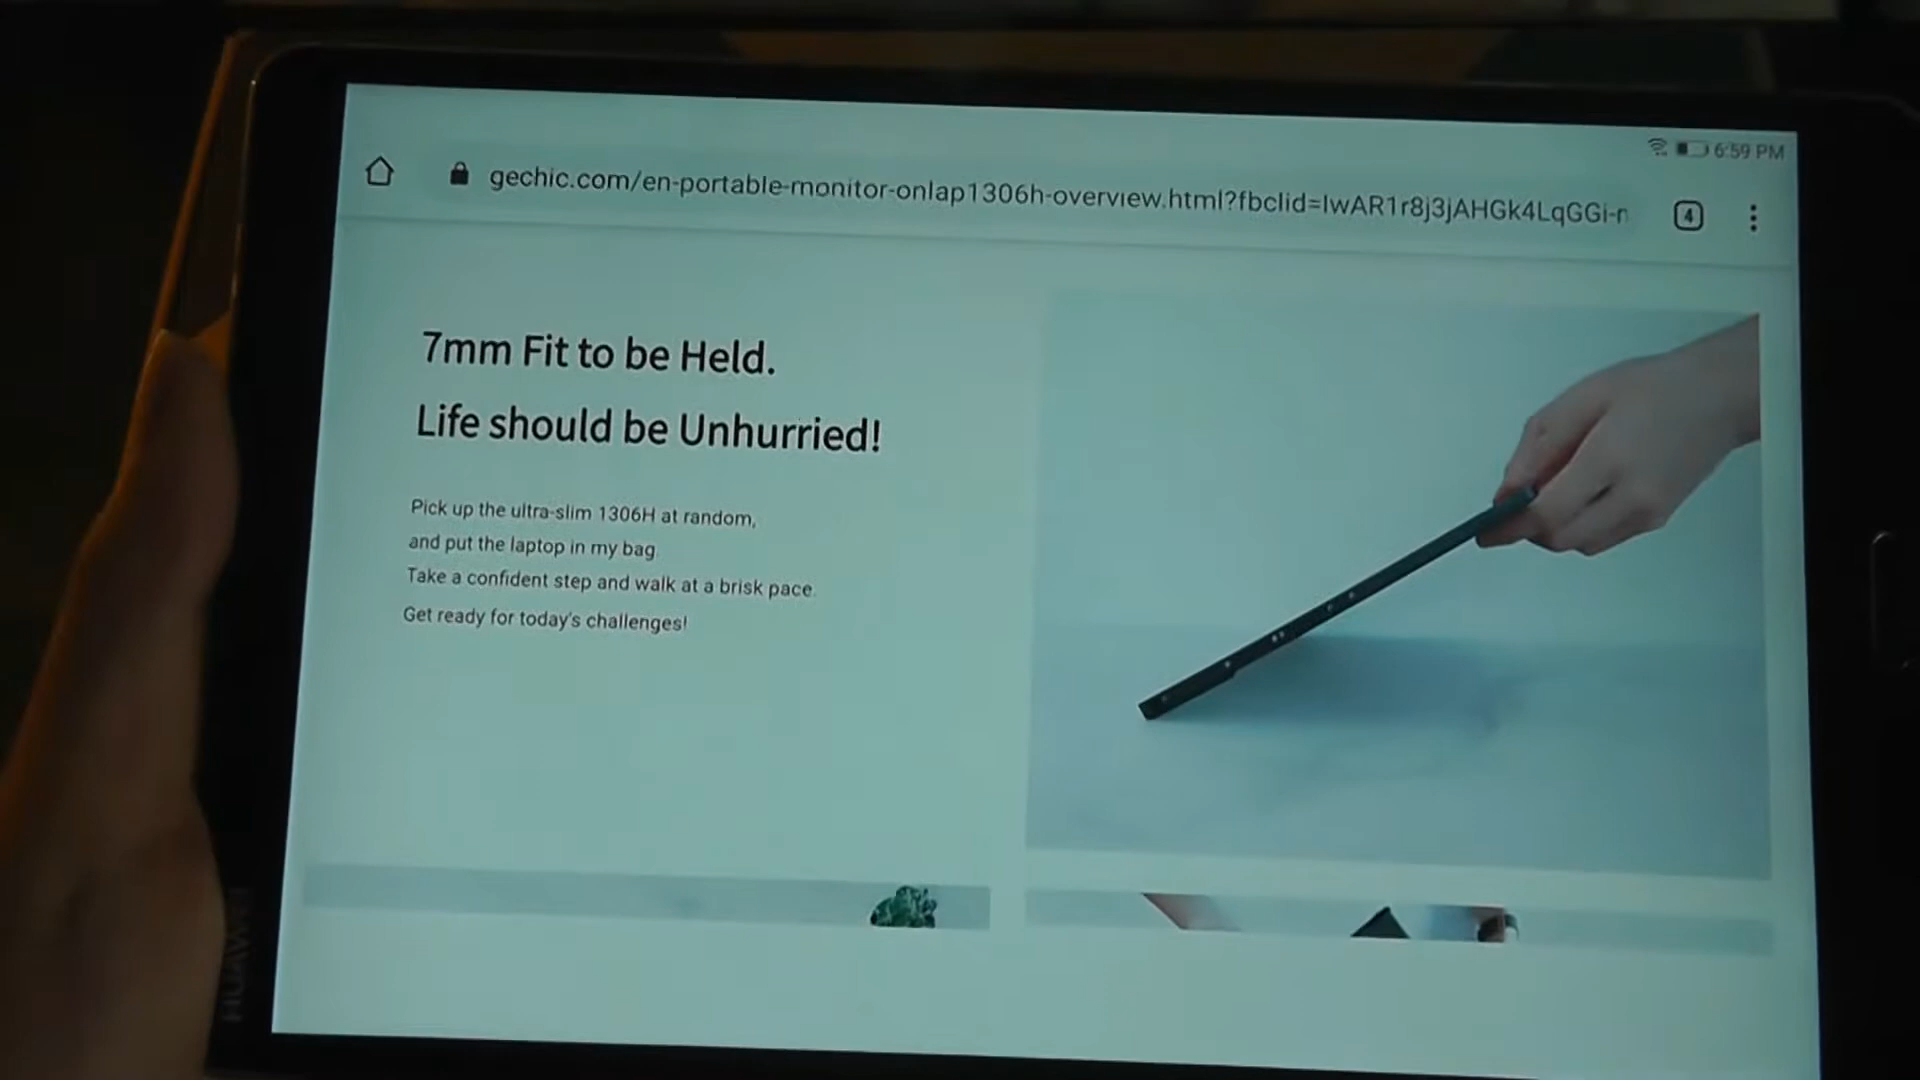 6:59 PM
gechic.com/en-portable-monitor-onlap1306h-overview.html?fbclid=IwAR1r8j3jAHGk4LqGGi-r
4
7mm Fit to be Held.
Life should be Unhurried!
Pick up the ultra-slim 1306H at random,
and put the laptop in my bag.
Take a confident step and walk at a brisk pace.
Get ready for today's challenges!
HUAWEI